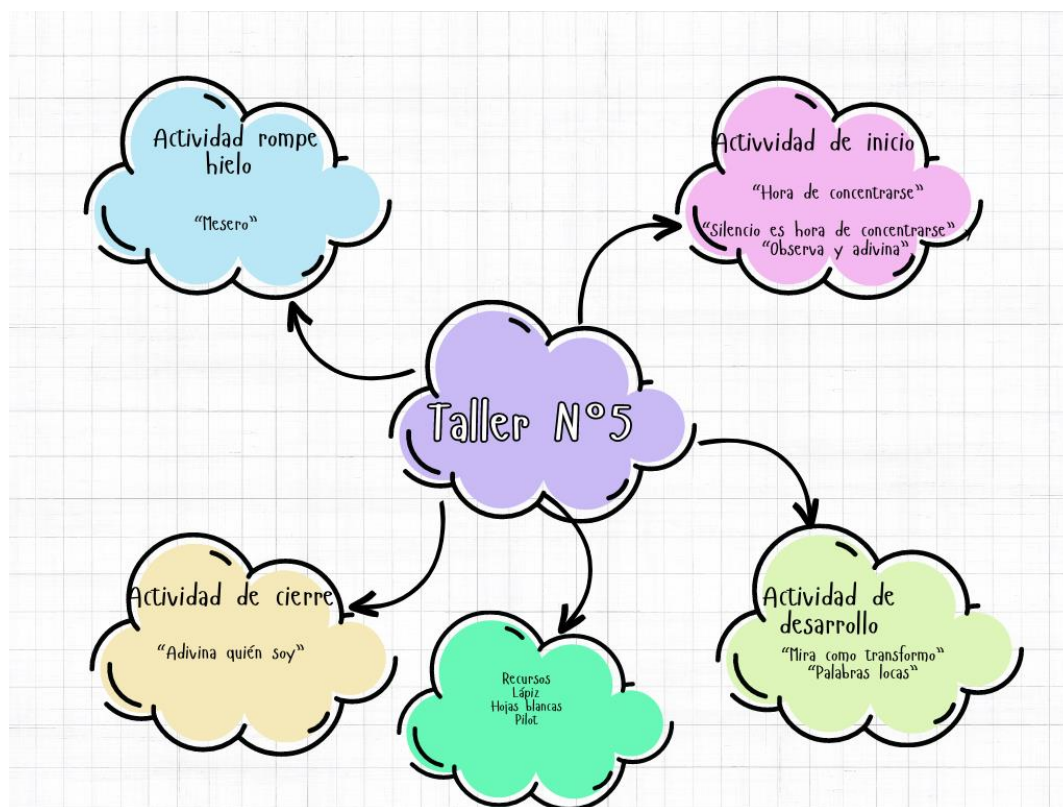 Actividad rompe
hielo
“Mesero”
Activvidad de inicio
“Hora de concentrarse”
“Silencio es hora de concentrarse” ,
“Observa y adivina”
Taller N°5
Actividad de cierre
“Adivina quién soy”
Recursos
Lápiz
Hojas blancas
Pilot
Actividad de
desarrollo
“Mira como transformo”
“Palabras locas”